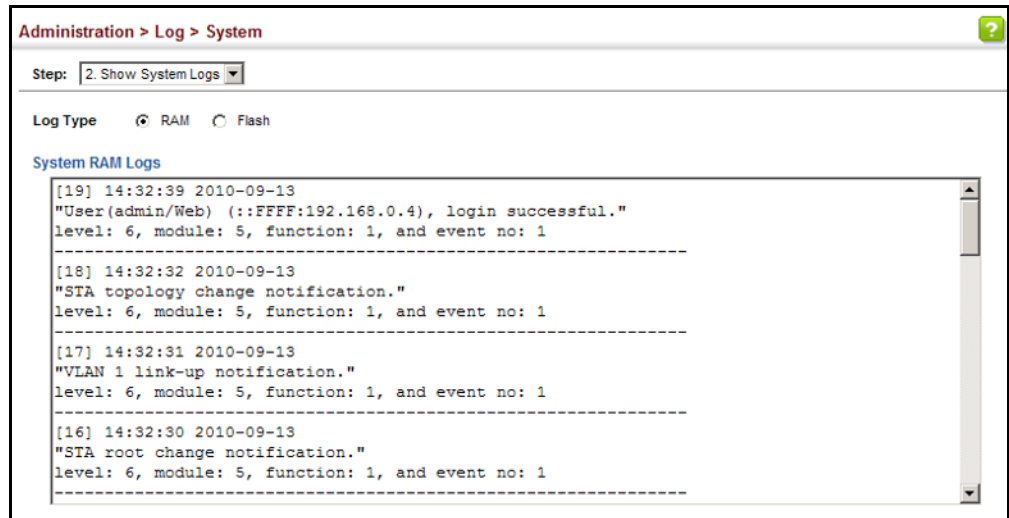 Administration > Log > System
?
Step: 2. Show System Logs
Log Type RAM Flash
System RAM Logs
[19] 14:32:39 2010-09-13
"User(admin/Web) (::FFFF:192.168.0.4), login successful."
level: 6, module: 5, function: 1, and event no: 1
----------------------------------------------------------------
[18] 14:32:32 2010-09-13
"STA topology change notification."
level: 6, module: 5, function: 1, and event no: 1
----------------------------------------------------------------
[17] 14:32:31 2010-09-13
"VLAN 1 link-up notification."
level: 6, module: 5, function: 1, and event no: 1
----------------------------------------------------------------
[16] 14:32:30 2010-09-13
"STA root change notification."
level: 6, module: 5, function: 1, and event no: 1
----------------------------------------------------------------